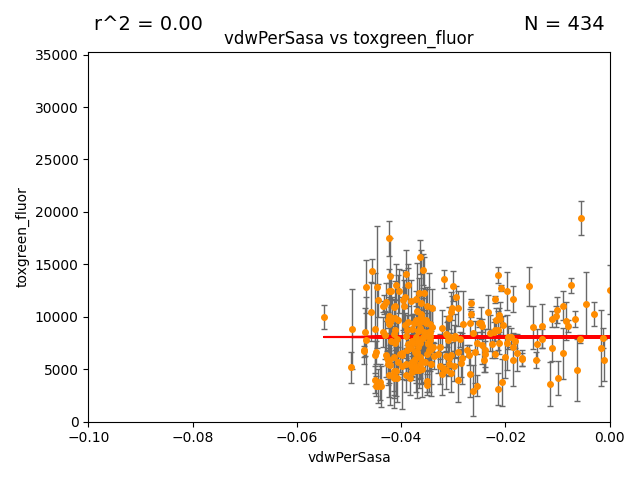 r^2 = 0.00
N = 434
vdwPerSasa vs toxgreen_fluor
35000
30000
25000
20000
15000
10000
5000
0
toxgreen_fluor
−0.10
−0.08
−0.06
−0.04
−0.02
0.00
vdwPerSasa